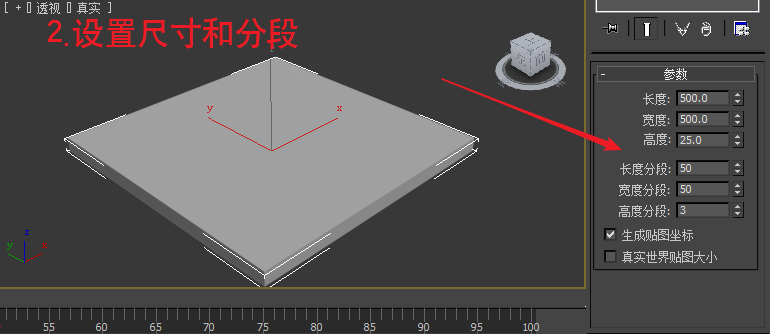 [ + ] [ 透视 ] [ 真实 ]
2.设置尺寸和分段
z
y
x
z
y
x
参数
长度: 500.0
宽度: 500.0
高度: 25.0
长度分段: 50
宽度分段: 50
高度分段: 3
生成贴图坐标
真实世界贴图大小
55 60 65 70 75 80 85 90 95 100